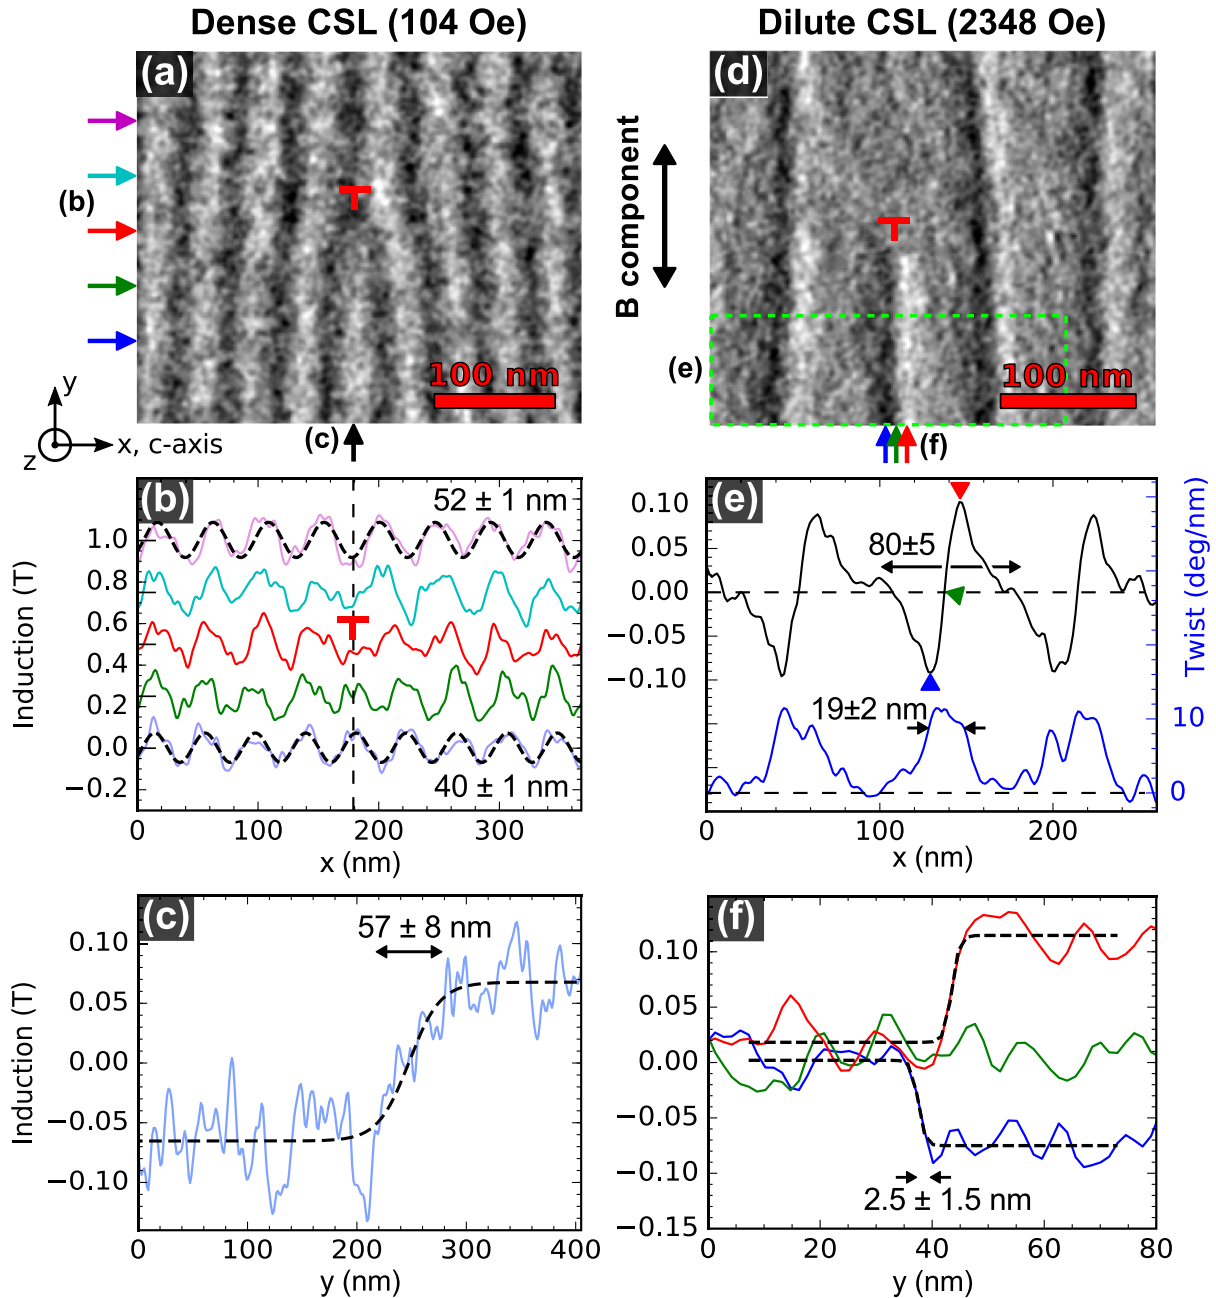 Dense CSL (104 Oe)
Dilute CSL (2348 Oe)
(a)
(b)
100 nm
y
x, c-axis
z
(c)
(d)
B component
(e)
100 nm
(f)
(b)
52 ± 1 nm
40 ± 1 nm
1.0
0.8
0.6
0.4
0.2
0.0
−0.2
Induction (T)
0 100 200 300
x (nm)
(e)
80±5
19±2 nm
0.10
0.05
0.00
−0.05
−0.10
10
0
Twist (deg/nm)
0 100 200
x (nm)
(c)
57 ± 8 nm
0.10
0.05
0.00
−0.05
−0.10
Induction (T)
0 100 200 300 400
y (nm)
(f)
2.5 ± 1.5 nm
0.10
0.05
0.00
−0.05
−0.10
−0.15
0 20 40 60 80
y (nm)